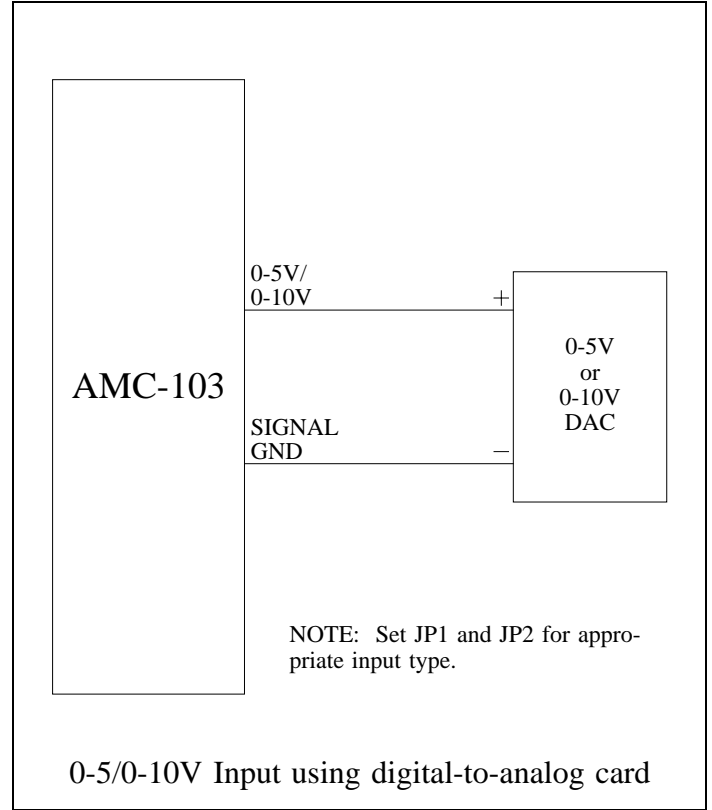 0-5V/
0-10V
+
AMC-103
SIGNAL
GND
−
0-5V
or
0-10V
DAC
NOTE: Set JP1 and JP2 for appro-
priate input type.
0-5/0-10V Input using digital-to-analog card